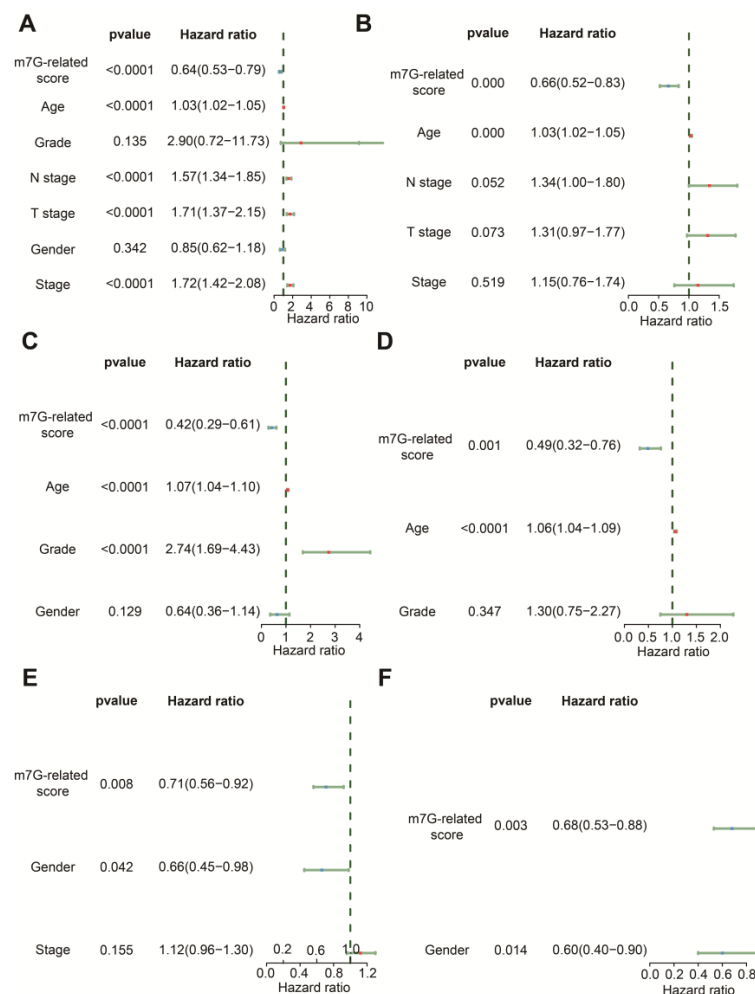 A
pvalue Hazard ratio
m7G-related
score <0.0001 0.64(0.53−0.79)
Age <0.0001 1.03(1.02−1.05)
Grade 0.135 2.90(0.72−11.73)
N stage <0.0001 1.57(1.34−1.85)
T stage <0.0001 1.71(1.37−2.15)
Gender 0.342 0.85(0.62−1.18)
Stage <0.0001 1.72(1.42−2.08)
0 2 4 6 8 10
Hazard ratio
B
pvalue Hazard ratio
m7G-related
score 0.000 0.66(0.52−0.83)
Age 0.000 1.03(1.02−1.05)
N stage 0.052 1.34(1.00−1.80)
T stage 0.073 1.31(0.97−1.77)
Stage 0.519 1.15(0.76−1.74)
0.0 0.5 1.0 1.5
Hazard ratio
C
pvalue Hazard ratio
m7G-related
score <0.0001 0.42(0.29−0.61)
Age <0.0001 1.07(1.04−1.10)
Grade <0.0001 2.74(1.69−4.43)
Gender 0.129 0.64(0.36−1.14)
0 1 2 3 4
Hazard ratio
D
pvalue Hazard ratio
m7G-related
score 0.001 0.49(0.32−0.76)
Age <0.0001 1.06(1.04−1.09)
Grade 0.347 1.30(0.75−2.27)
0.0 0.5 1.0 1.5 2.0
Hazard ratio
E
pvalue Hazard ratio
m7G-related
score 0.008 0.71(0.56−0.92)
Gender 0.042 0.66(0.45−0.98)
Stage 0.155 1.12(0.96−1.30)
0.2 0.6 1.0
0.0 0.4 0.8 1.2
Hazard ratio
F
pvalue Hazard ratio
m7G-related
score 0.003 0.68(0.53−0.88)
Gender 0.014 0.60(0.40−0.90)
0.0 0.2 0.4 0.6 0.8
Hazard ratio